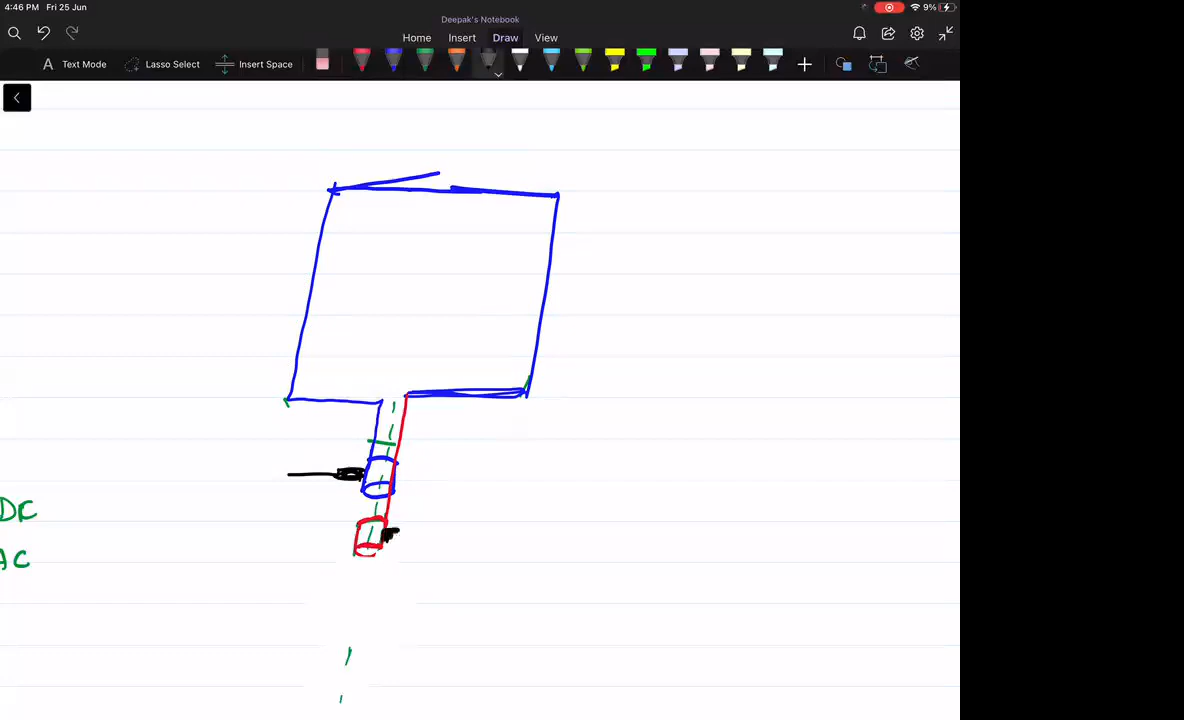 4:46 PM Fri 25 Jun
9%
Deepak's Notebook
Home Insert Draw View
A Text Mode Lasso Select Insert Space
DC
AC